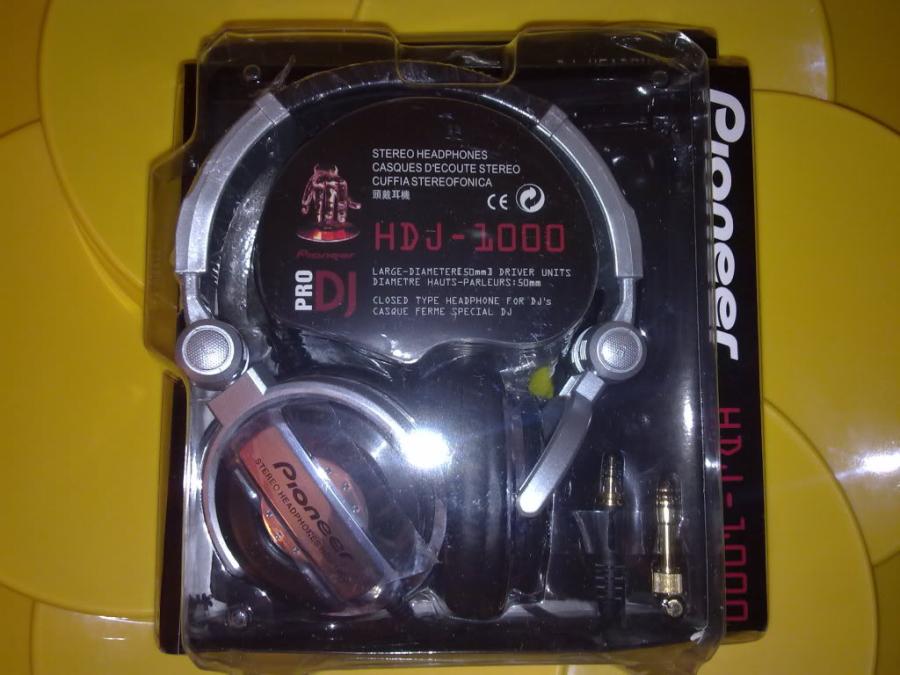 STEREO HEADPHONES
CASQUES D'ECOUTE STEREO
CUFFIA STEREOFONICA
頭戴耳機
CE
Pioneer
HDJ-1000
PRO DJ
LARGE-DIAMETER[50mm] DRIVER UNITS
DIAMETRE HAUTS-PARLEURS:50mm
CLOSED TYPE HEADPHONE FOR DJ's
CASQUE FERME SPECIAL DJ
Pioneer
STEREO HEADPHONES
Pioneer
HDJ-1000